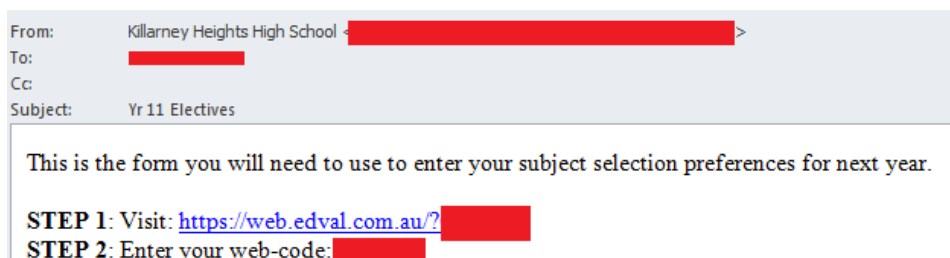 From: Killarney Heights High School < >
To:
Cc:
Subject: Yr 11 Electives
This is the form you will need to use to enter your subject selection preferences for next year.
STEP 1: Visit: https://web.edval.com.au/?
STEP 2: Enter your web-code: